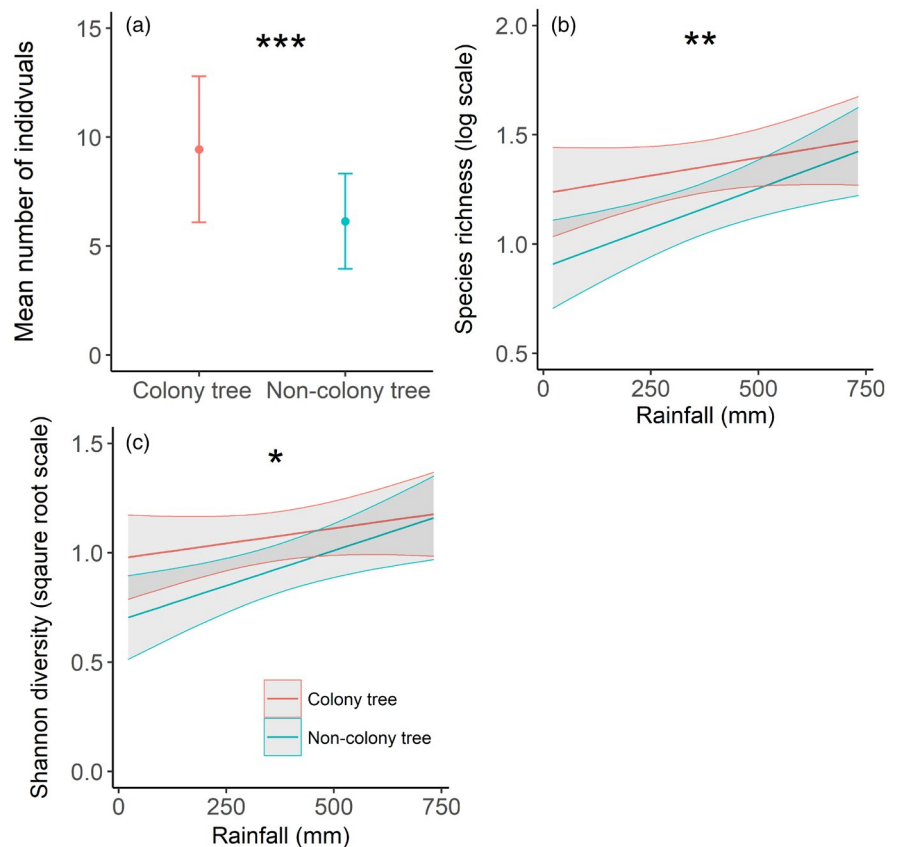 (a)
***
Mean number of indidvuals
15
10
5
0
Colony tree
Non-colony tree
(b)
**
Species richness (log scale)
2.0
1.5
1.0
0.5
0
250
500
750
Rainfall (mm)
(c)
*
Shannon diversity (sqaure root scale)
1.5
1.0
0.5
0.0
Colony tree
Non-colony tree
0
250
500
750
Rainfall (mm)